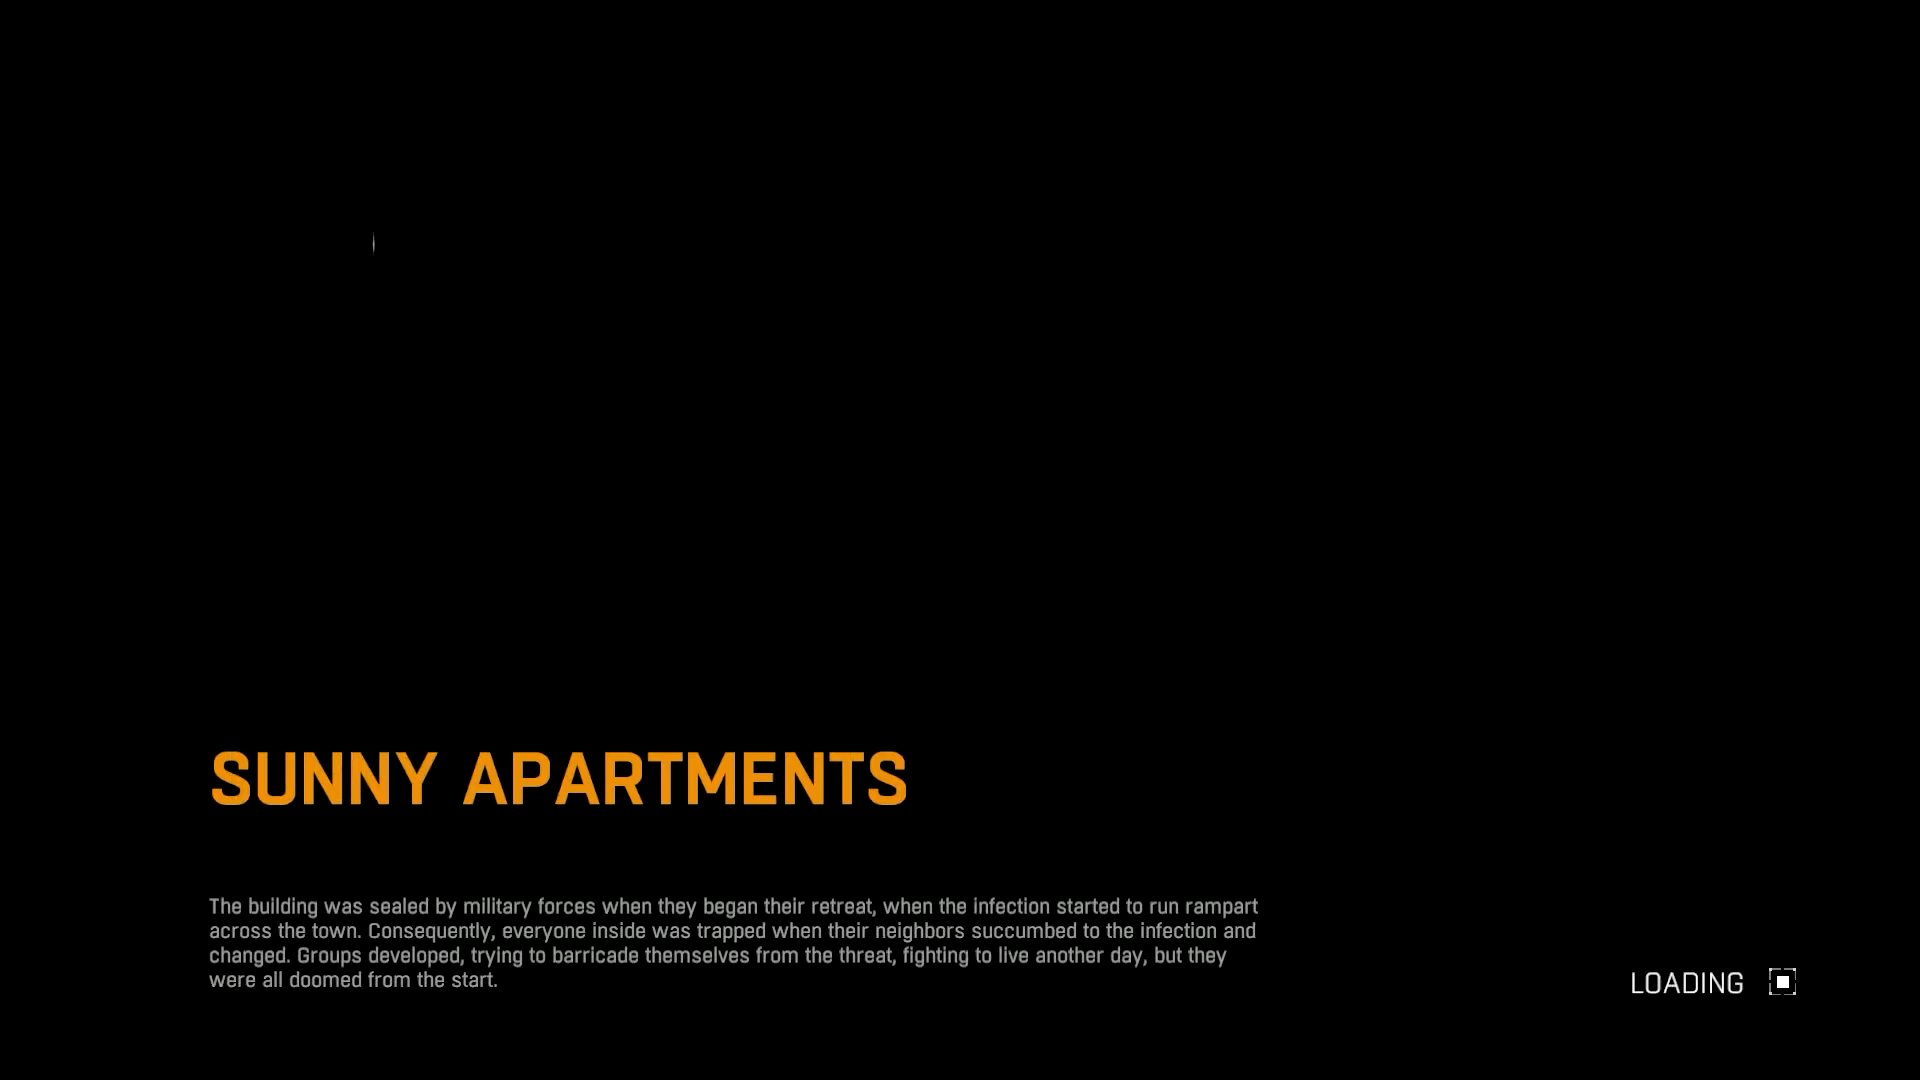 SUNNY APARTMENTS
The building was sealed by military forces when they began their retreat, when the infection started to run rampart
across the town. Consequently, everyone inside was trapped when their neighbors succumbed to the infection and
changed. Groups developed, trying to barricade themselves from the threat, fighting to live another day, but they
were all doomed from the start.
LOADING